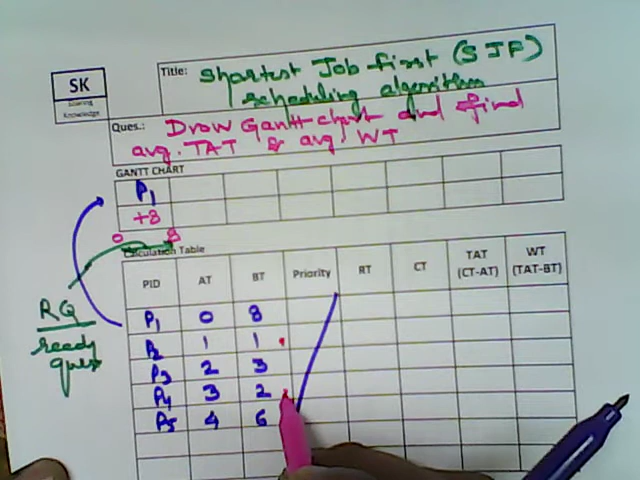 SK
Sharing
Knowledge
Title: Shortest Job first (SJF)
scheduling algorithm
Ques.: Draw Gantt-chart and find
avg. TAT & avg. WT
GANTT CHART
P1
+8
0 8
Calculation Table
PID AT BT Priority RT CT TAT (CT-AT) WT (TAT-BT)
P1 0 8
P2 1 1
P3 2 3
P4 3 2
P5 4 6
RQ
ready
queue